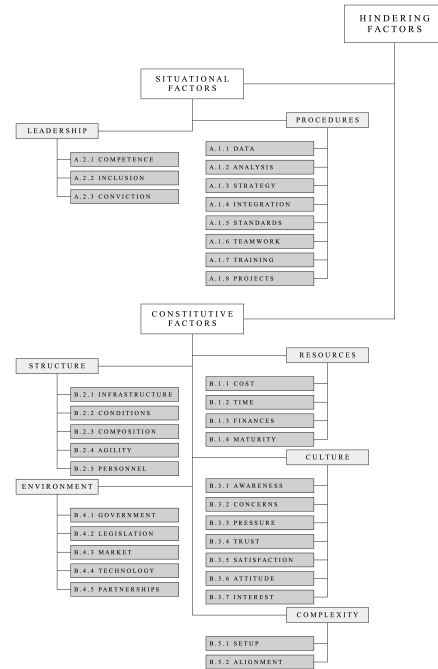 HINDERING
FACTORS
SITUATIONAL
FACTORS
LEADERSHIP
A.2.1 COMPETENCE
A.2.2 INCLUSION
A.2.3 CONVICTION
PROCEDURES
A.1.1 DATA
A.1.2 ANALYSIS
A.1.3 STRATEGY
A.1.4 INTEGRATION
A.1.5 STANDARDS
A.1.6 TEAMWORK
A.1.7 TRAINING
A.1.8 PROJECTS
CONSTITUTIVE
FACTORS
STRUCTURE
B.2.1 INFRASTRUCTURE
B.2.2 CONDITIONS
B.2.3 COMPOSITION
B.2.4 AGILITY
B.2.5 PERSONNEL
RESOURCES
B.1.1 COST
B.1.2 TIME
B.1.3 FINANCES
B.1.4 MATURITY
CULTURE
B.3.1 AWARENESS
B.3.2 CONCERNS
B.3.3 PRESSURE
B.3.4 TRUST
B.3.5 SATISFACTION
B.3.6 ATTITUDE
B.3.7 INTEREST
ENVIRONMENT
B.4.1 GOVERNMENT
B.4.2 LEGISLATION
B.4.3 MARKET
B.4.4 TECHNOLOGY
B.4.5 PARTNERSHIPS
COMPLEXITY
B.5.1 SETUP
B.5.2 ALIGNMENT